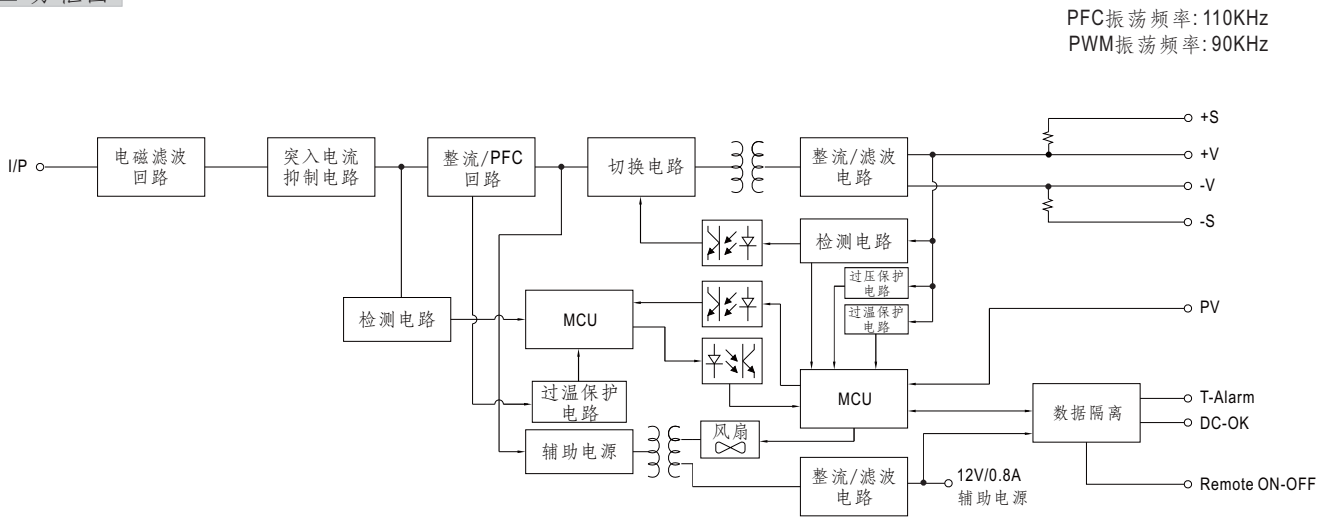 PFC振荡频率: 110KHz
PWM振荡频率: 90KHz
I/P
电磁滤波
回路
突入电流
抑制电路
整流/PFC
回路
切换电路
整流/滤波
电路
+S
+V
-V
-S
检测电路
过压保护
电路
过温保护
电路
检测电路
MCU
PV
过温保护
电路
MCU
数据隔离
T-Alarm
DC-OK
辅助电源
风扇
整流/滤波
电路
12V/0.8A
辅助电源
Remote ON-OFF